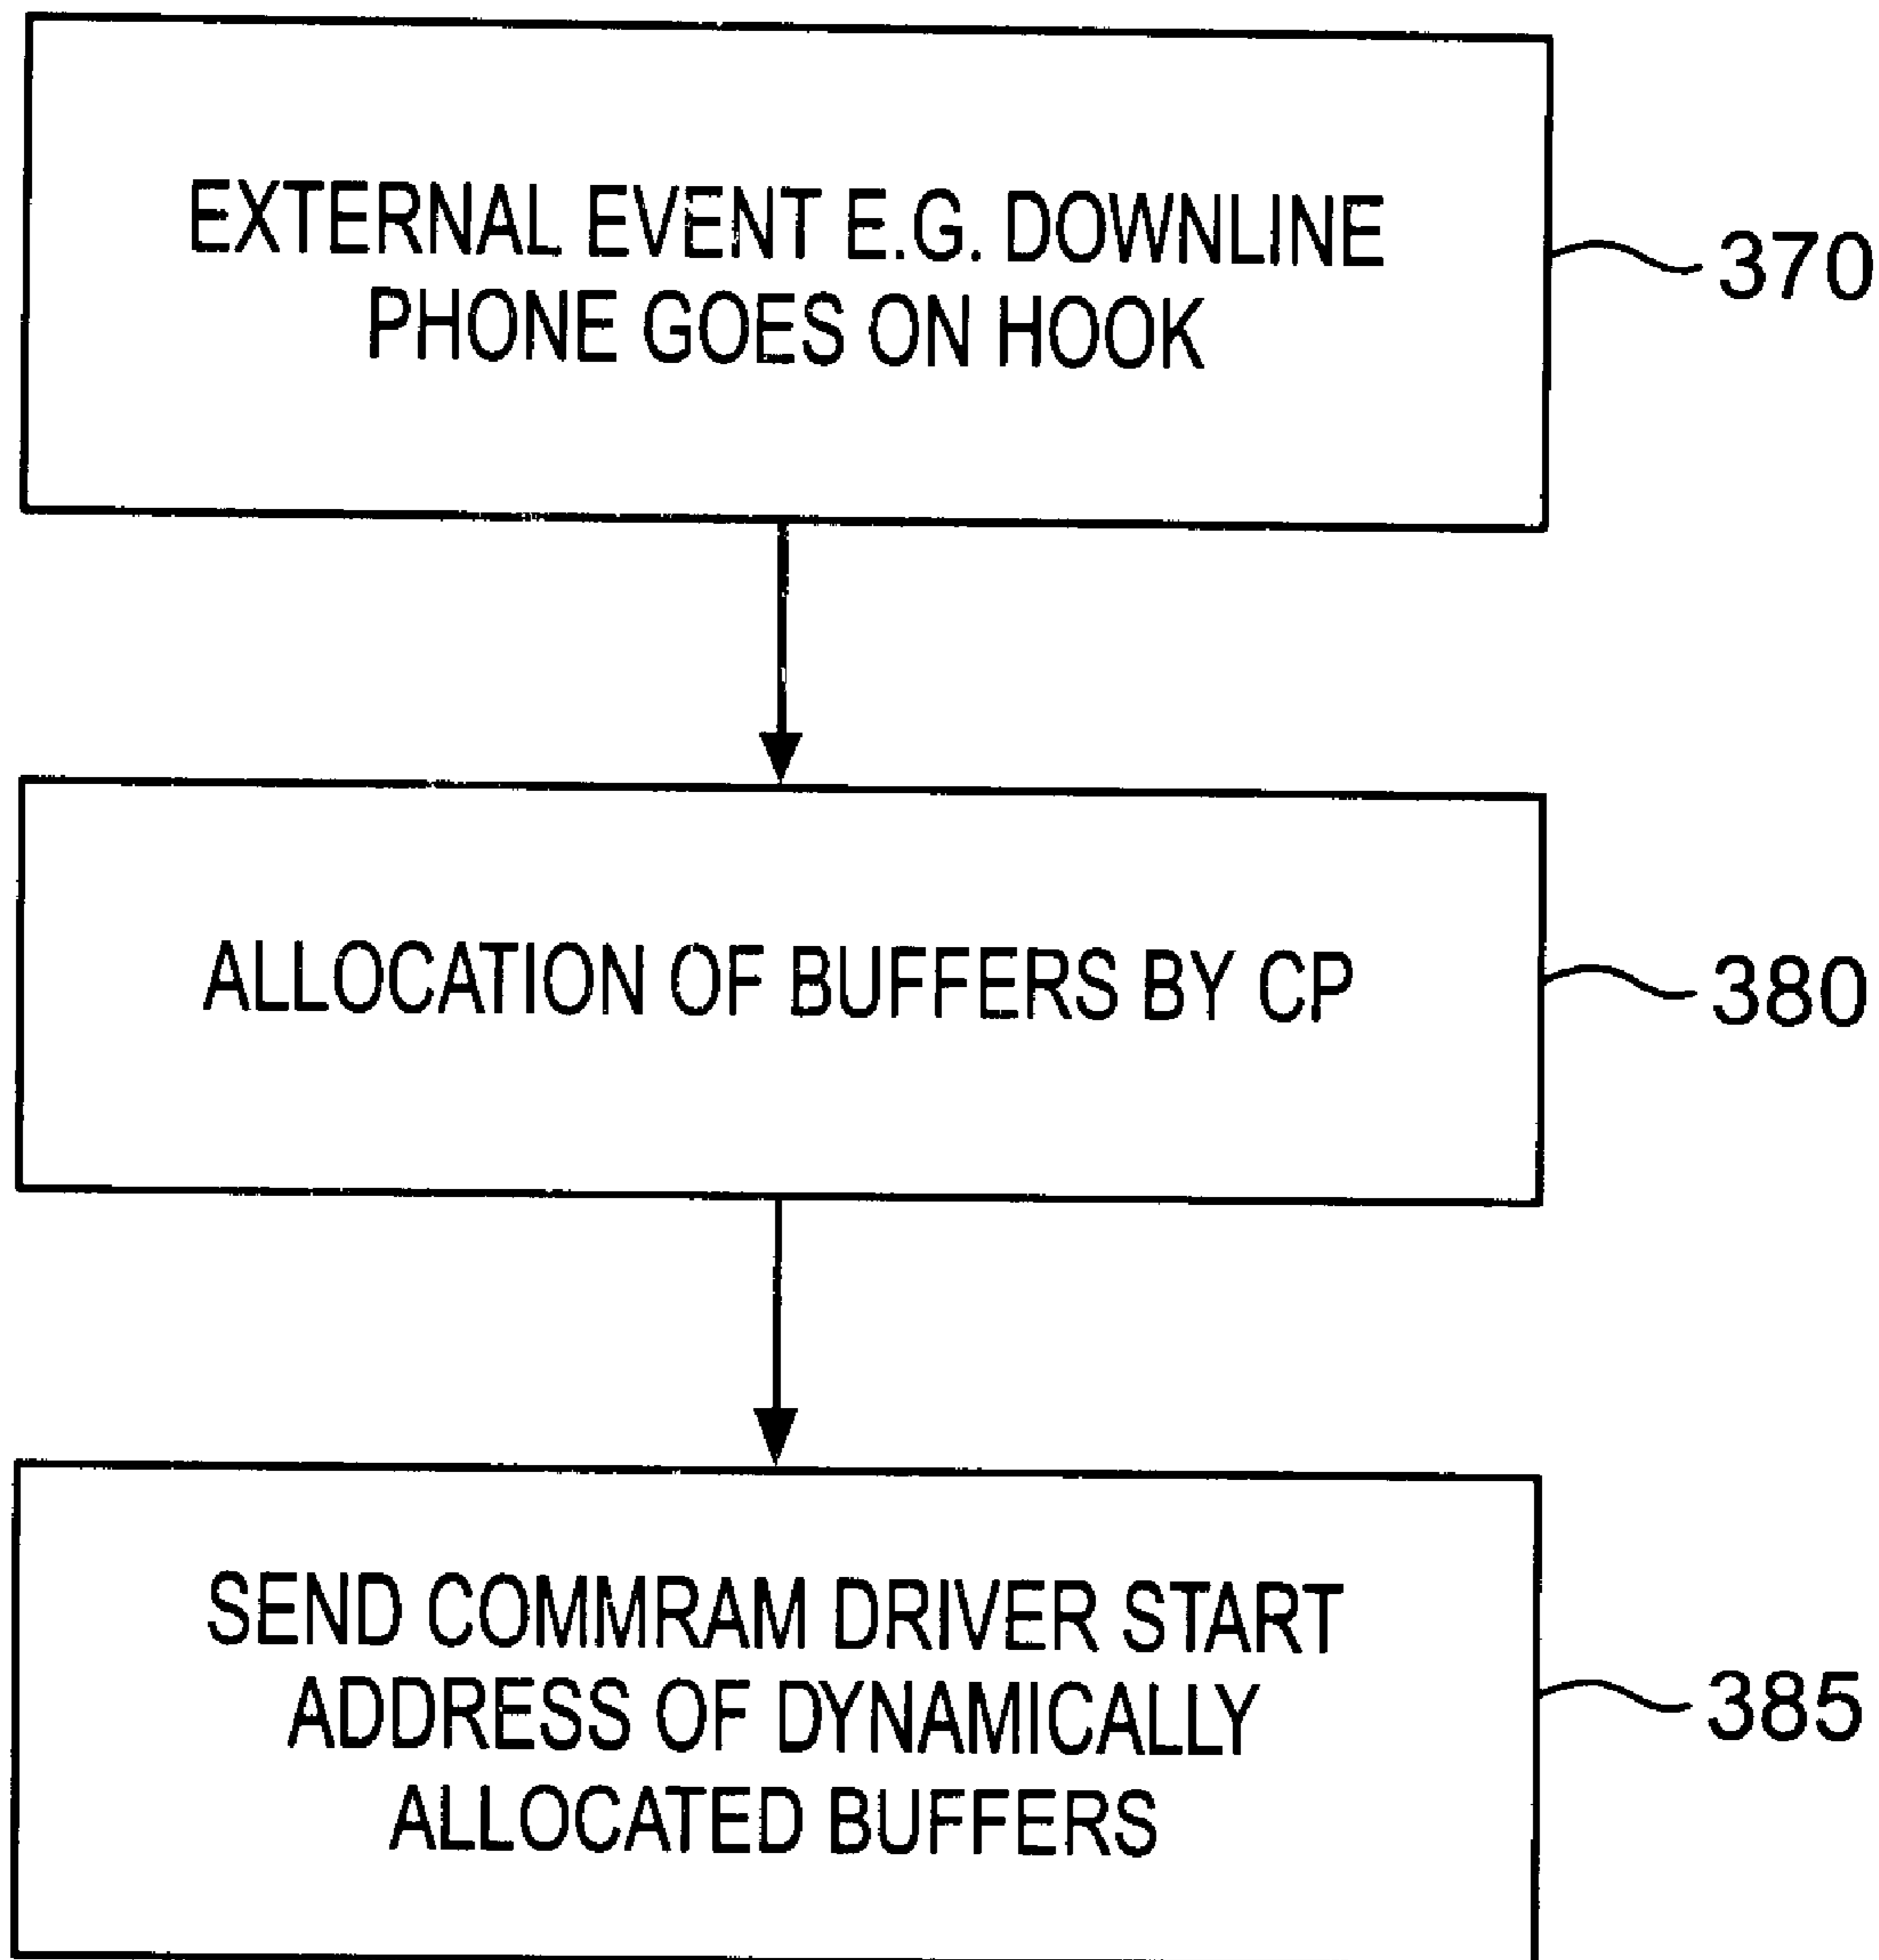 EXTERNAL EVENT E.G. DOWNLINE
PHONE GOES ON HOOK
370
ALLOCATION OF BUFFERS BY CP
380
SEND COMMRAM DRIVER START
ADDRESS OF DYNAMICALLY
ALLOCATED BUFFERS
385